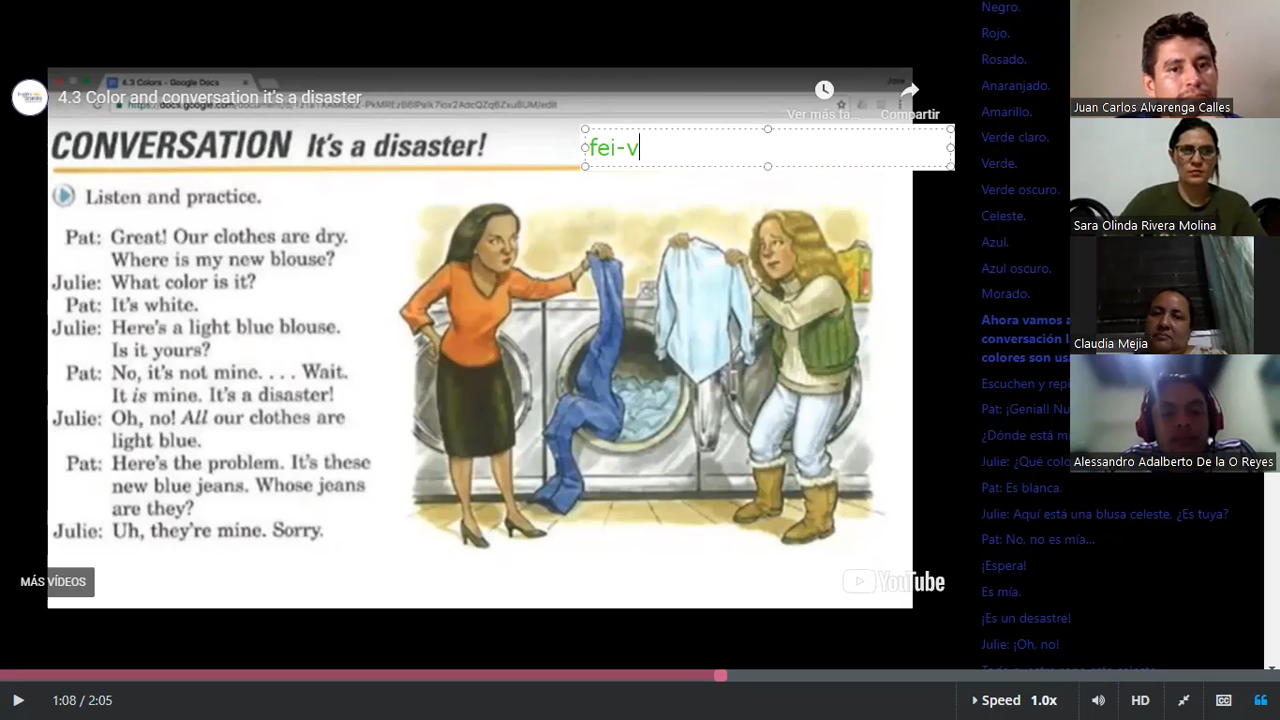 4.3 Colors - Google Docs
4.3 Color and conversation it's a disaster
Ver más ta...
Compartir
CONVERSATION It's a disaster!
fei-v
Listen and practice.
Pat: Great! Our clothes are dry.
Where is my new blouse?
Julie: What color is it?
Pat: It's white.
Julie: Here's a light blue blouse.
Is it yours?
Pat: No, it's not mine. . . . Wait.
It is mine. It's a disaster!
Julie: Oh, no! All our clothes are
light blue.
Pat: Here's the problem. It's these
new blue jeans. Whose jeans
are they?
Julie: Uh, they're mine. Sorry.
MÁS VÍDEOS
YouTube
Negro.
Rojo.
Rosado.
Anaranjado.
Amarillo.
Verde claro.
Verde.
Verde oscuro.
Celeste.
Azul.
Azul oscuro.
Morado.
Ahora vamos a
conversación l
colores son us
Escuchen y rep
Pat: ¡Genial! Nu
¿Dónde está m
Julie: ¿Qué colo
Pat: Es blanca.
Julie: Aquí está una blusa celeste. ¿Es tuya?
Pat: No, no es mía...
¡Espera!
Es mía.
¡Es un desastre!
Julie: ¡Oh, no!
Juan Carlos Alvarenga Calles
Sara Olinda Rivera Molina
Claudia Mejia
Alessandro Adalberto De la O Reyes
1:08 / 2:05
Speed 1.0x
HD
CC